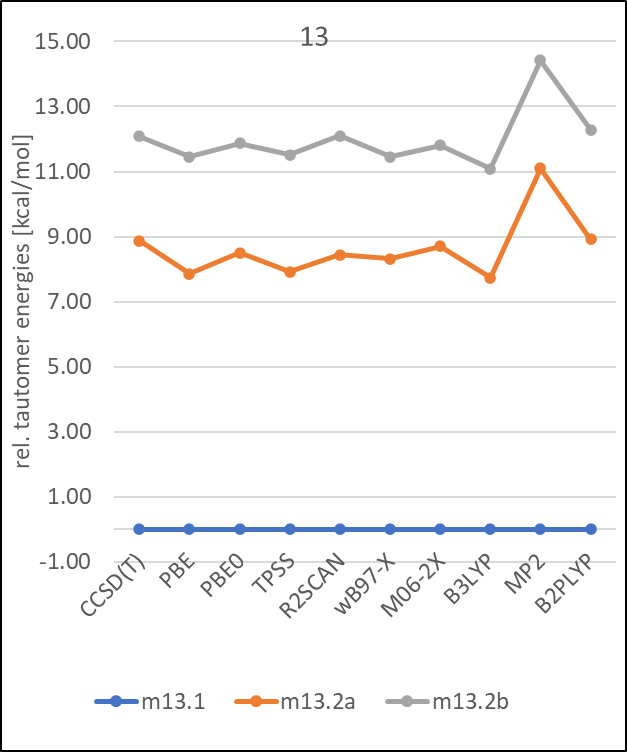 13
rel. tautomer energies [kcal/mol]
15.00
13.00
11.00
9.00
7.00
5.00
3.00
1.00
-1.00
CCSD(T)
PBE
PBE0
TPSS
R2SCAN
wB97-X
M06-2X
B3LYP
MP2
B2PLYP
m13.1 m13.2a m13.2b